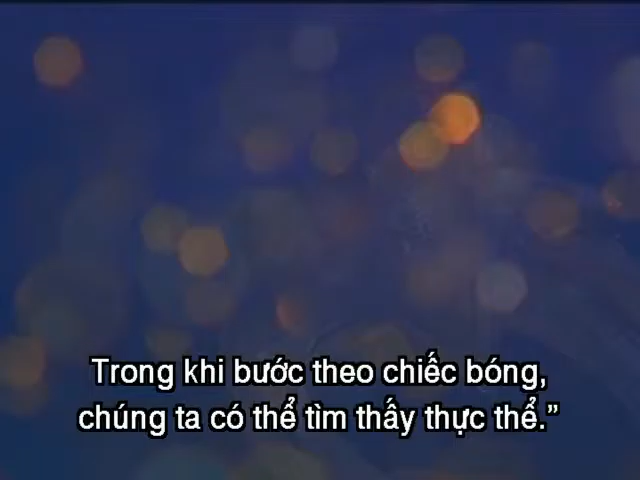 Trong khi bước theo chiếc bóng,
chúng ta có thể tìm thấy thực thể.”